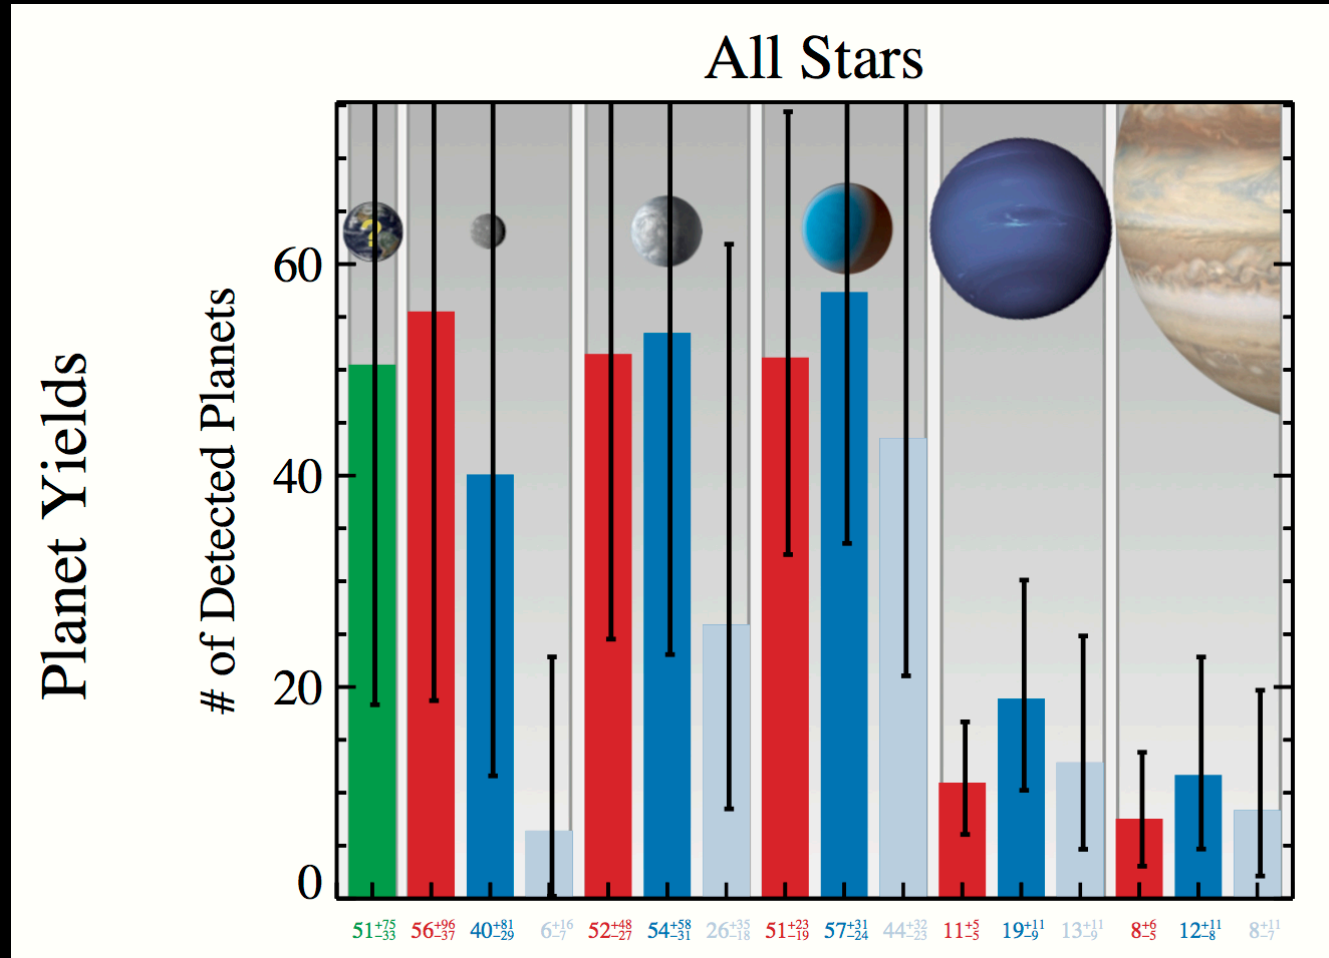 All Stars
Planet Yields
# of Detected Planets
60
40
20
0
51+75−33 56+96−37 40+81−29 6+16−7 52+48−27 54+58−31 26+35−18 51+23−19 57+31−24 44+32−23 11+5−5 19+11−9 13+11−9 8+6−5 12+11−8 8+11−7